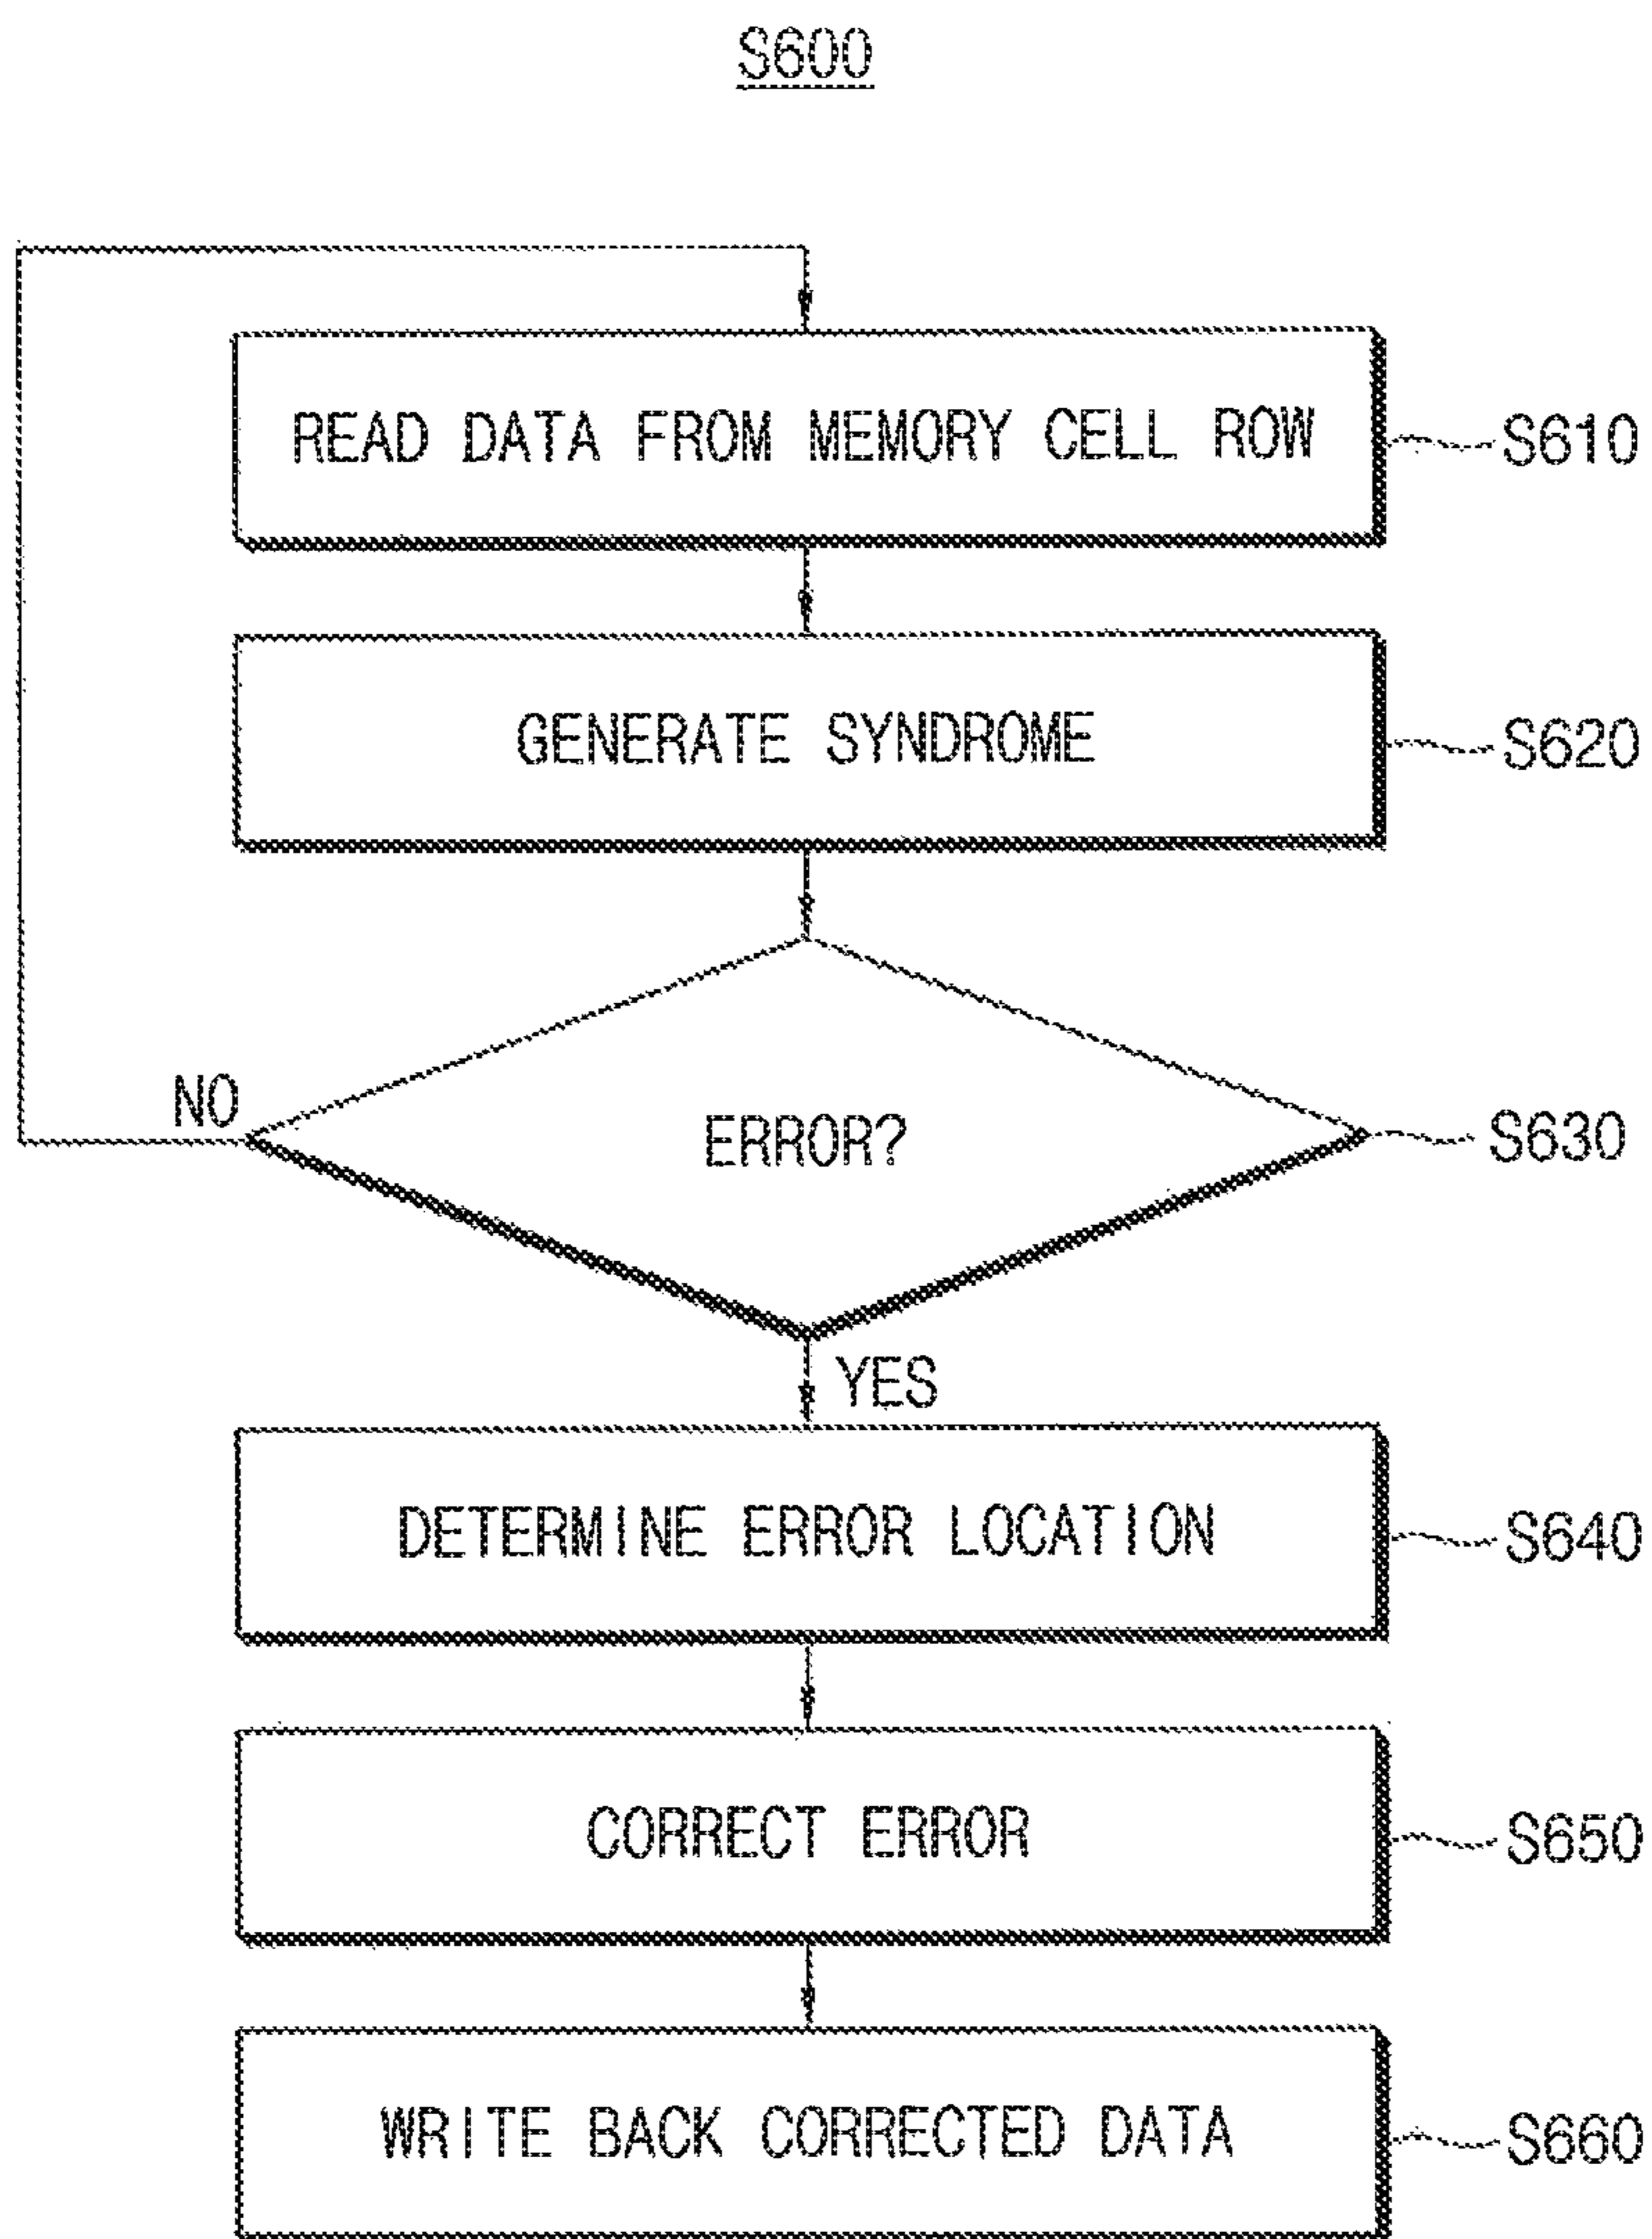 S600
READ DATA FROM MEMORY CELL ROW
S610
GENERATE SYNDROME
S620
NO
ERROR?
S630
YES
DETERMINE ERROR LOCATION
S640
CORRECT ERROR
S650
WRITE BACK CORRECTED DATA
S660